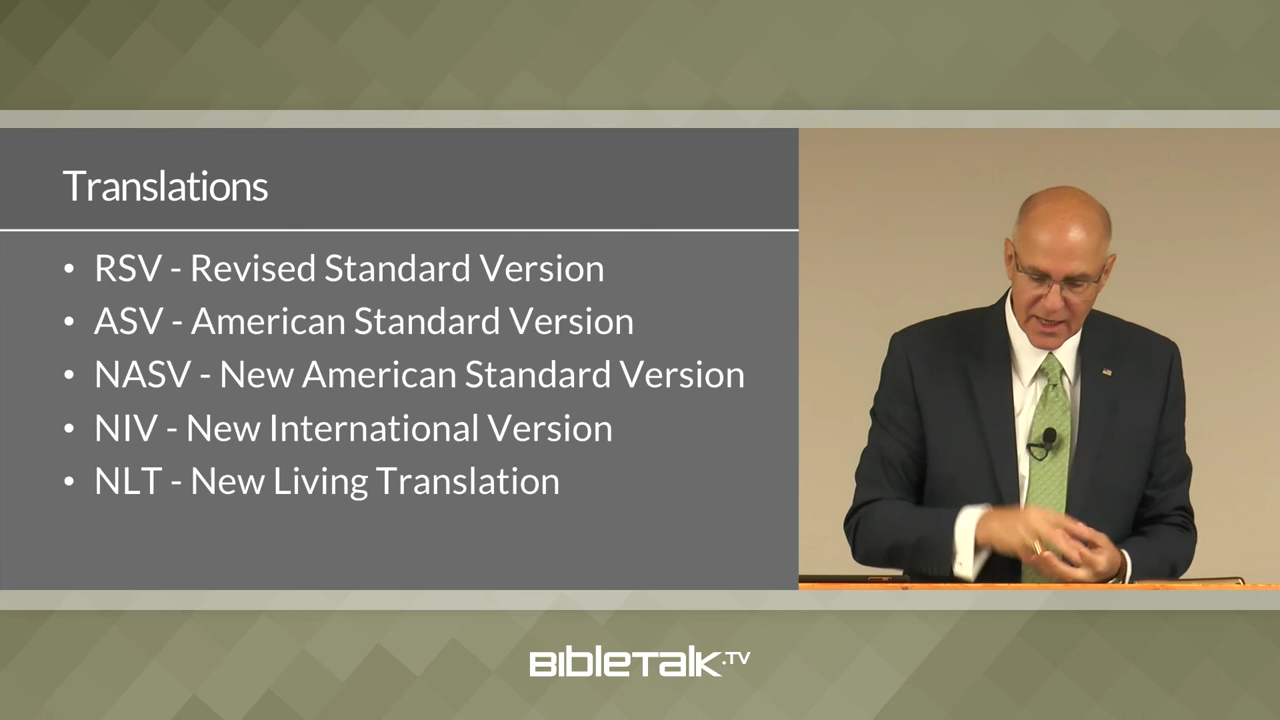 Translations
• RSV - Revised Standard Version
• ASV - American Standard Version
• NASV - New American Standard Version
• NIV - New International Version
• NLT - New Living Translation
BIBLETALK.TV